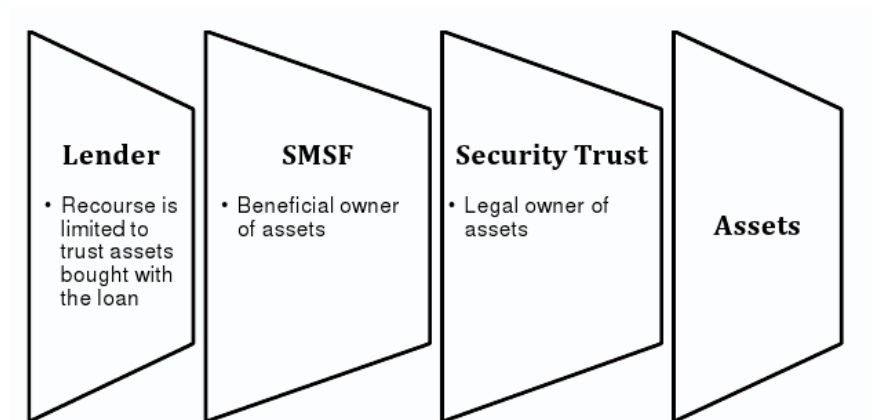 Lender
• Recourse is
limited to
trust assets
bought with
the loan
SMSF
• Beneficial owner
of assets
Security Trust
• Legal owner of
assets
Assets